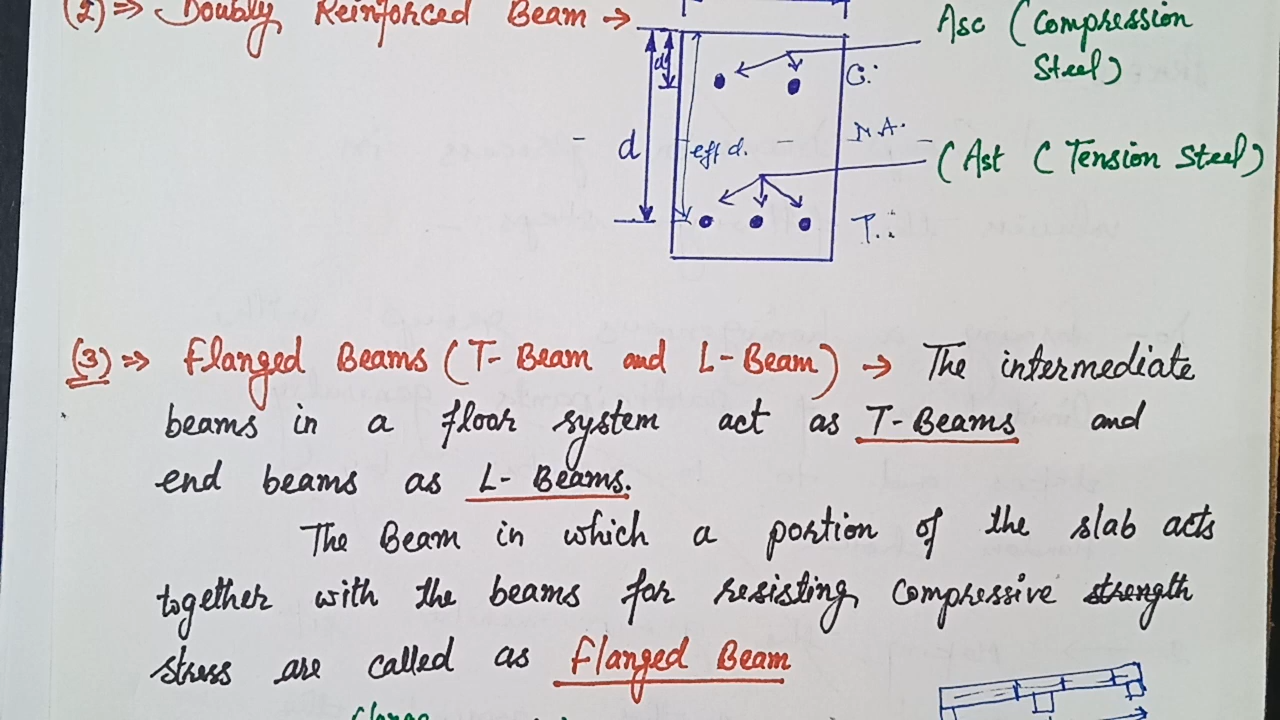 (2) ⇒ Doubly Reinforced Beam →
Asc (Compression
Steel)
d'
C.
N.A.
d
eff d.
(Ast (Tension Steel)
T.
(3) ⇒ Flanged Beams (T-Beam and L-Beam) → The intermediate
beams in a floor system act as T-Beams and
end beams as L-Beams.
The Beam in which a portion of the slab acts
together with the beams for resisting compressive strength
stress are called as Flanged Beam
flange